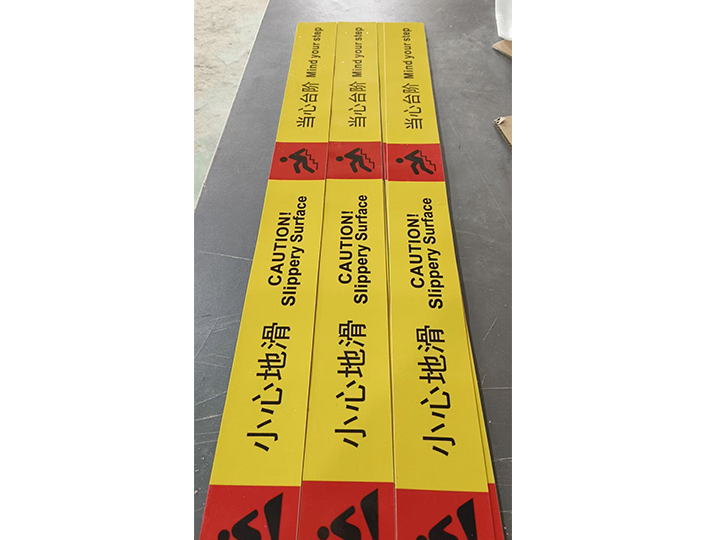 小心地滑
CAUTION!
Slippery Surface
当心台阶 Mind your step
小心地滑
CAUTION!
Slippery Surface
当心台阶 Mind your step
小心地滑
CAUTION!
Slippery Surface
当心台阶 Mind your step